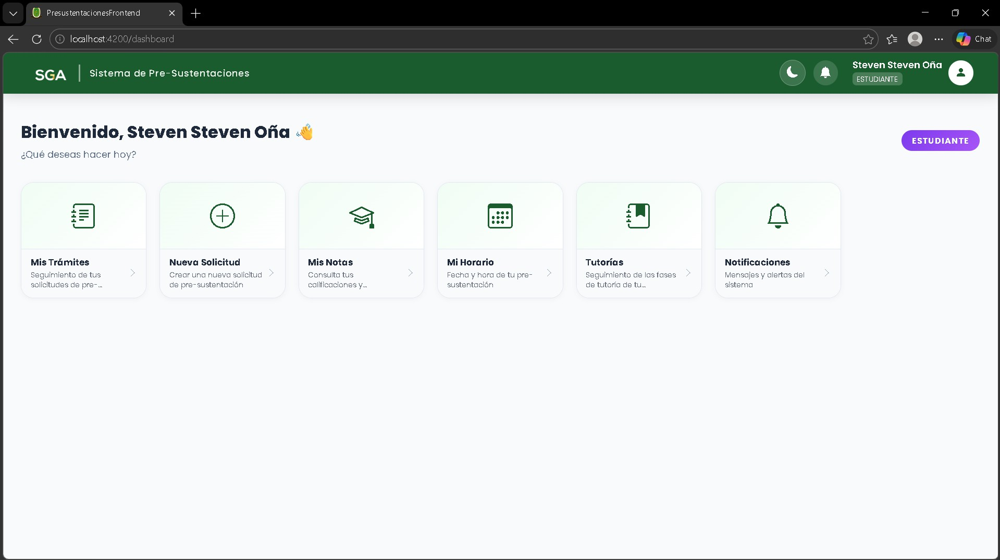 PresustentacionesFrontend
localhost:4200/dashboard
Chat
SGA
Sistema de Pre-Sustentaciones
Steven Steven Oña
ESTUDIANTE
Bienvenido, Steven Steven Oña 👋
¿Qué deseas hacer hoy?
ESTUDIANTE
Mis Trámites
Seguimiento de tus
solicitudes de pre-...
Nueva Solicitud
Crear una nueva solicitud
de pre-sustentación
Mis Notas
Consulta tus
calificaciones y...
Mi Horario
Fecha y hora de tu pre-
sustentación
Tutorías
Seguimiento de las fases
de tutoría de tu...
Notificaciones
Mensajes y alertas del
sistema